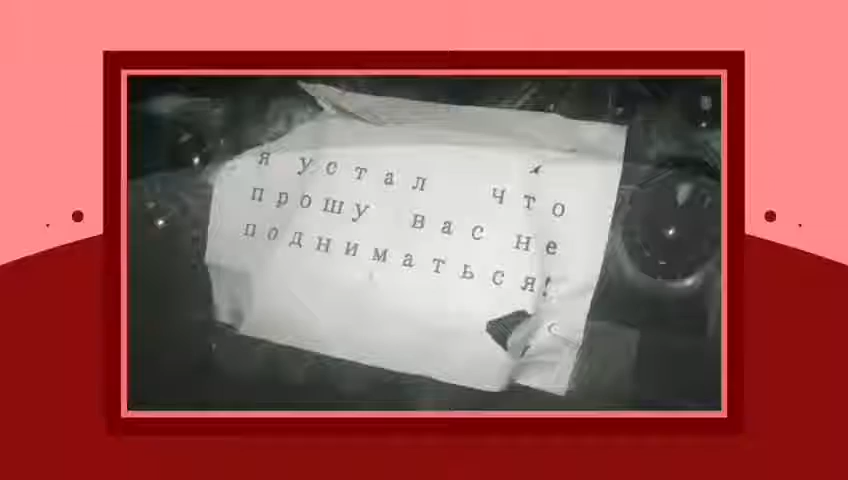 я устал что
прошу вас не
подниматься!